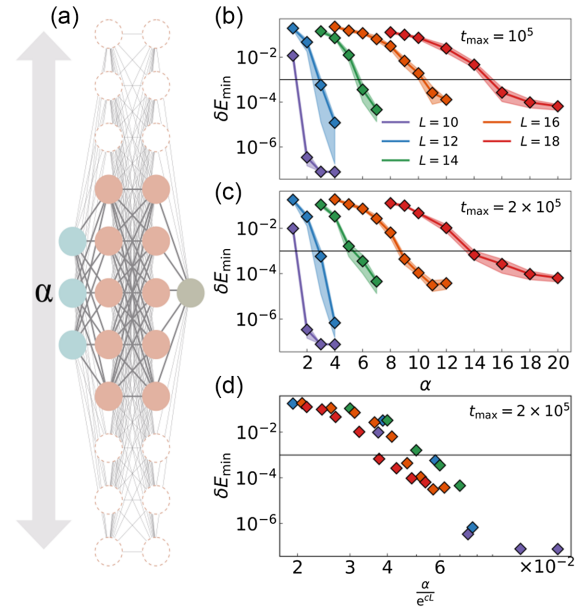 (a)
α
(b)
δE_min
10^-2
10^-4
10^-6
t_max = 10^5
L = 10
L = 12
L = 14
L = 16
L = 18
(c)
δE_min
10^-2
10^-4
10^-6
t_max = 2 × 10^5
2 4 6 8 10 12 14 16 18 20
α
(d)
δE_min
10^-2
10^-4
10^-6
t_max = 2 × 10^5
2 3 4 6 ×10^-2
α
e^cL